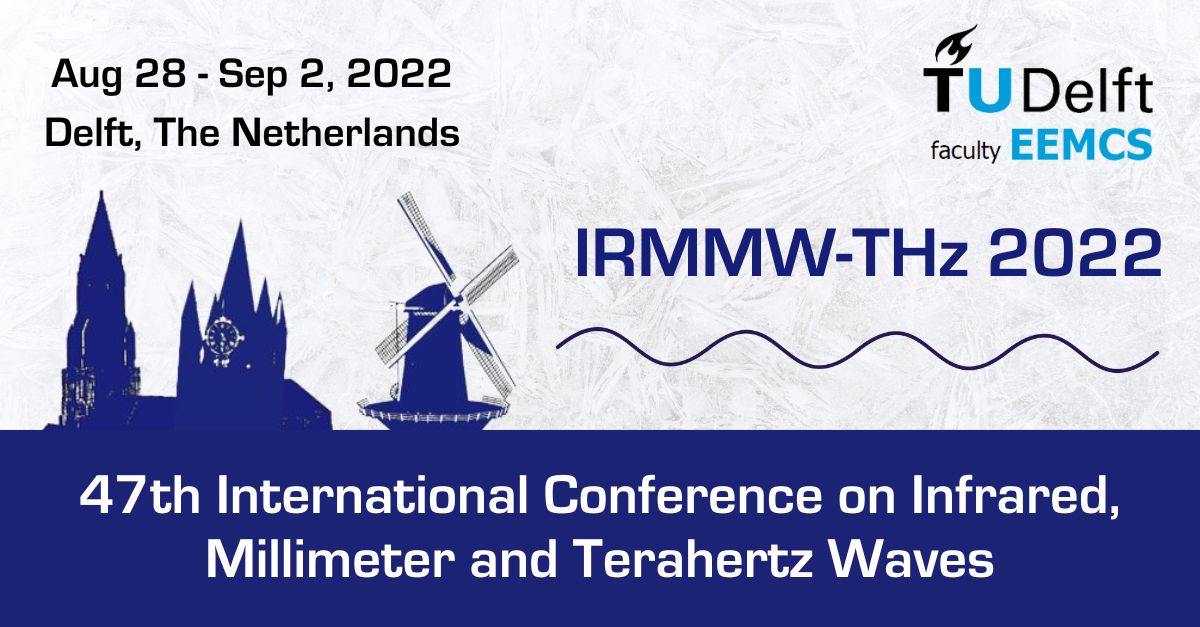 Aug 28 - Sep 2, 2022
Delft, The Netherlands
TUDelft
faculty EEMCS
IRMMW-THz 2022
47th International Conference on Infrared,
Millimeter and Terahertz Waves